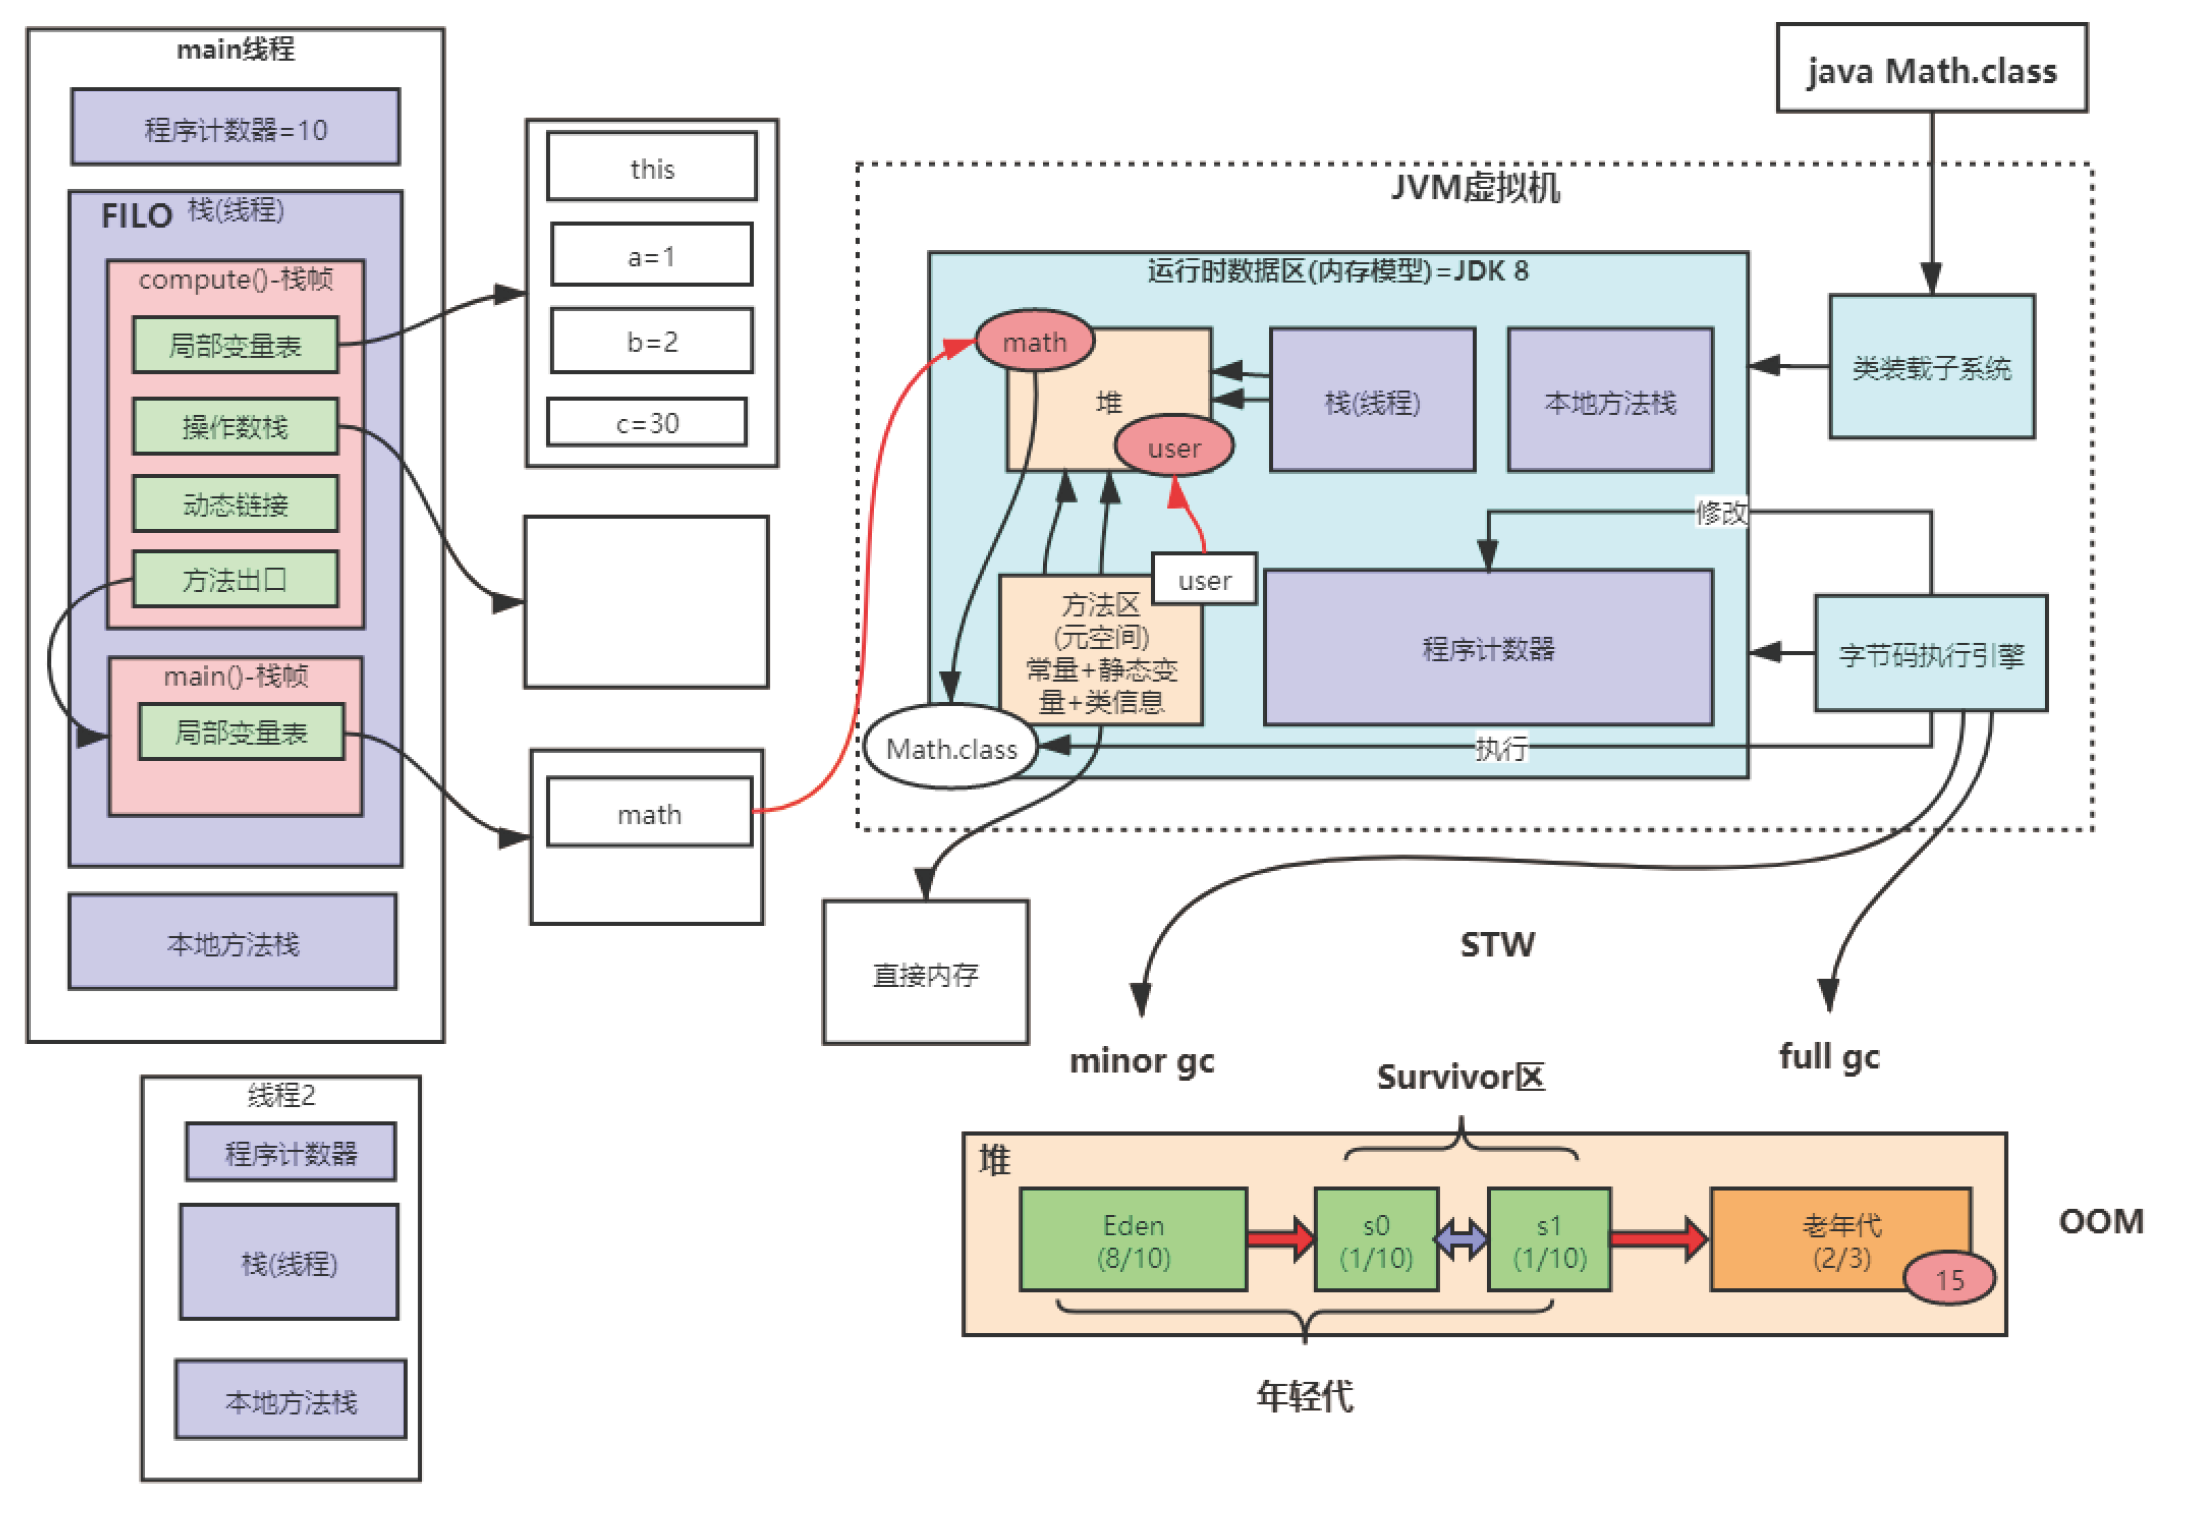 main线程
程序计数器=10
FILO 栈(线程)
compute()-栈帧
局部变量表
操作数栈
动态链接
方法出口
main()-栈帧
局部变量表
本地方法栈
线程2
程序计数器
栈(线程)
本地方法栈
this
a=1
b=2
c=30
math
java Math.class
JVM虚拟机
运行时数据区(内存模型)=JDK 8
math
堆
user
栈(线程)
本地方法栈
类装载子系统
修改
user
方法区
(元空间)
常量+静态变
量+类信息
程序计数器
字节码执行引擎
Math.class
执行
直接内存
STW
minor gc
full gc
Survivor区
堆
Eden
(8/10)
s0
(1/10)
s1
(1/10)
老年代
(2/3)
15
OOM
年轻代